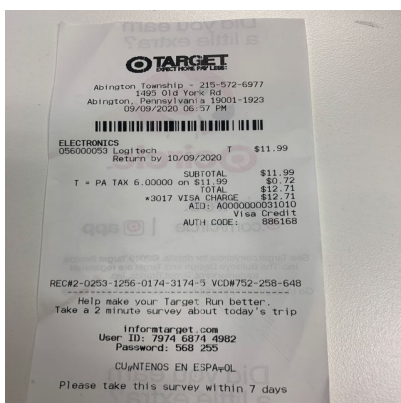 TARGET
EXPECT MORE PAY LESS
Abington Township - 215-572-6977
1495 Old York Rd
Abington, Pennsylvania 19001-1923
09/09/2020 06:57 PM
ELECTRONICS
056000053 Logitech T $11.99
Return by 10/09/2020
SUBTOTAL $11.99
T = PA TAX 6.00000 on $11.99 $0.72
TOTAL $12.71
*3017 VISA CHARGE $12.71
AID: A0000000031010
Visa Credit
AUTH CODE: 886168
REC#2-0253-1256-0174-3174-5 VCD#752-258-648
Help make your Target Run better.
Take a 2 minute survey about today's trip
informtarget.com
User ID: 7974 6874 4982
Password: 568 255
CUÉNTENOS EN ESPAÑOL
Please take this survey within 7 days